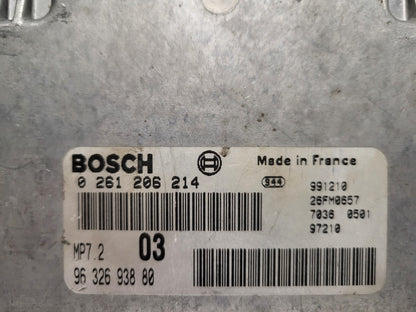 BOSCH Made in France
0 261 206 214 S44 991210
26FM0657
7036 0501
97210
MP7.2 03
96 326 938 80